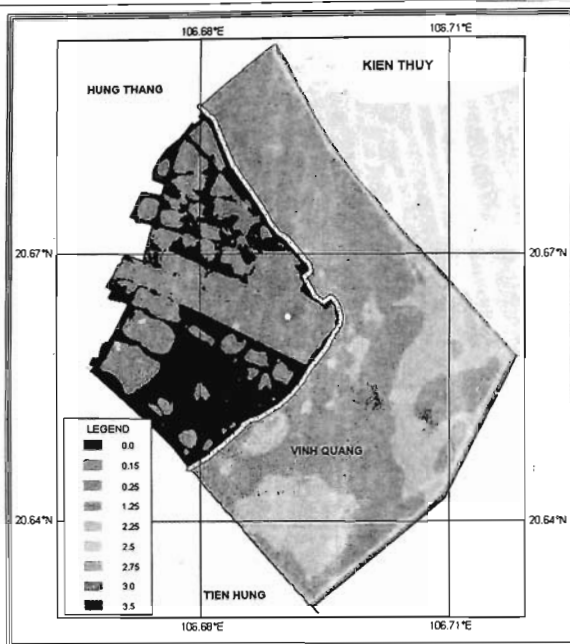 106.68°E 106.71°E
KIEN THUY
HUNG THANG
20.67°N 20.67°N
LEGEND
0.0
0.15
0.25
1.25
2.25
2.5
2.75
3.0
3.5
VINH QUANG
20.64°N 20.64°N
TIEN HUNG
106.68°E 106.71°E